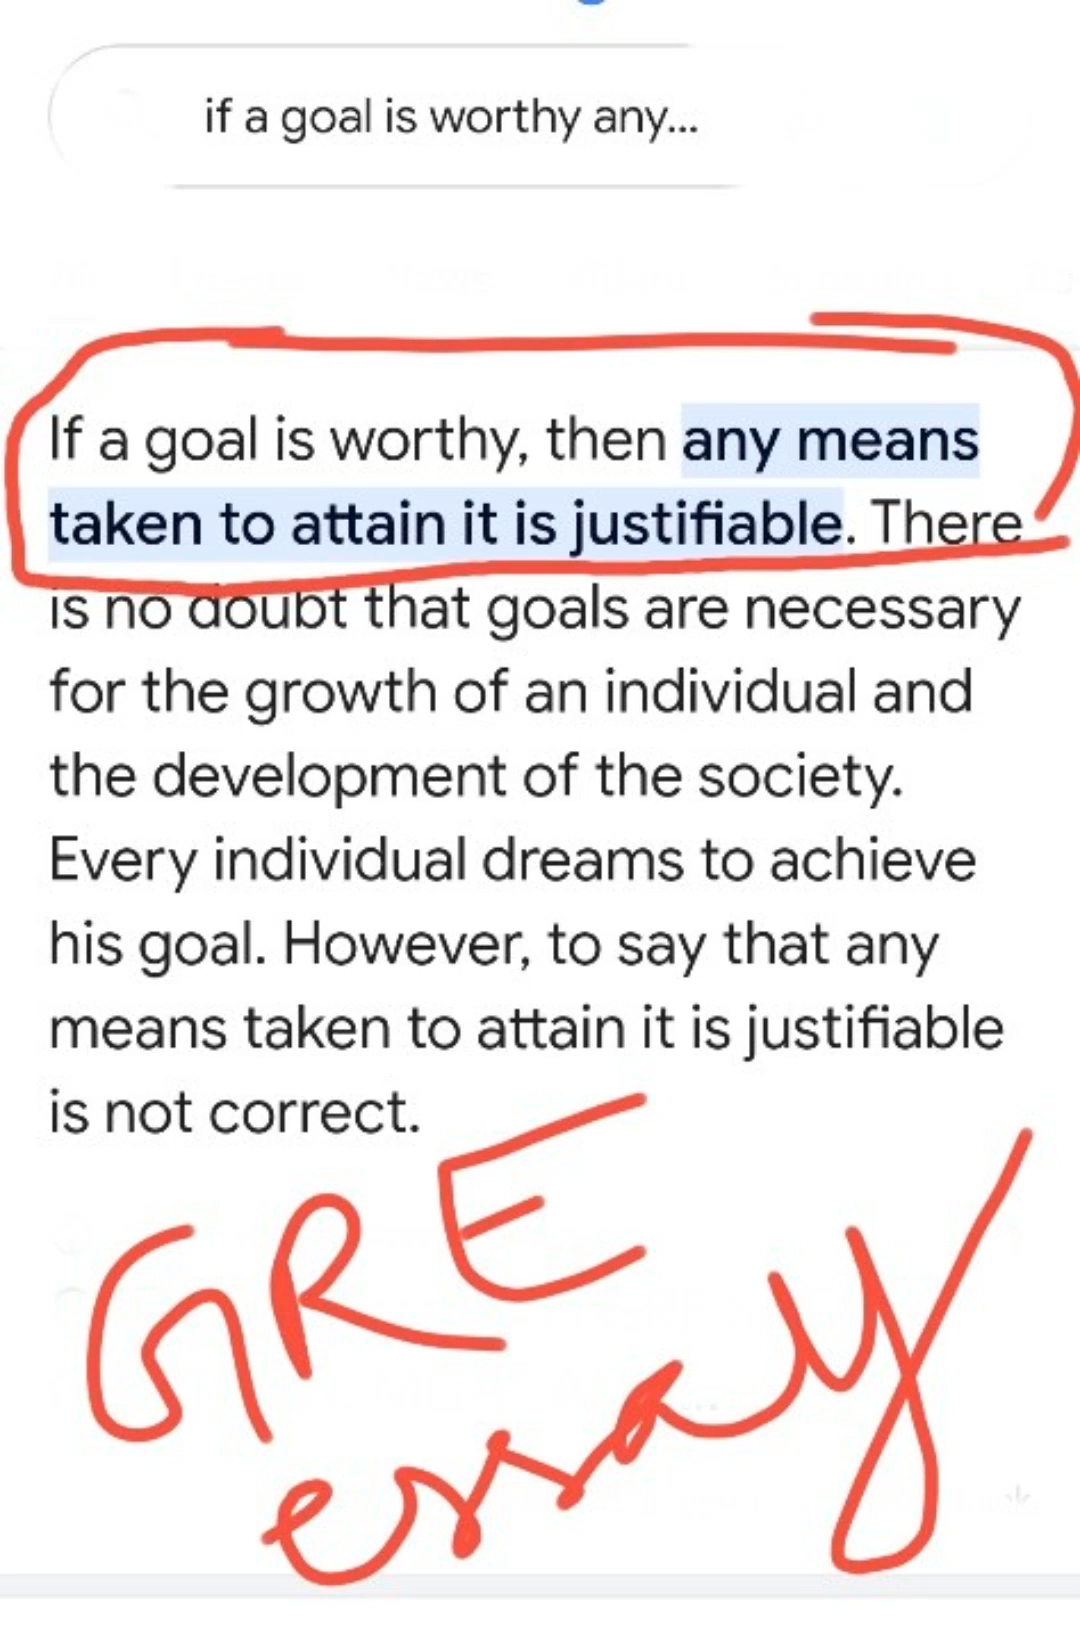 if a goal is worthy any...
If a goal is worthy, then any means
taken to attain it is justifiable. There
is no doubt that goals are necessary
for the growth of an individual and
the development of the society.
Every individual dreams to achieve
his goal. However, to say that any
means taken to attain it is justifiable
is not correct.
GRE
essay